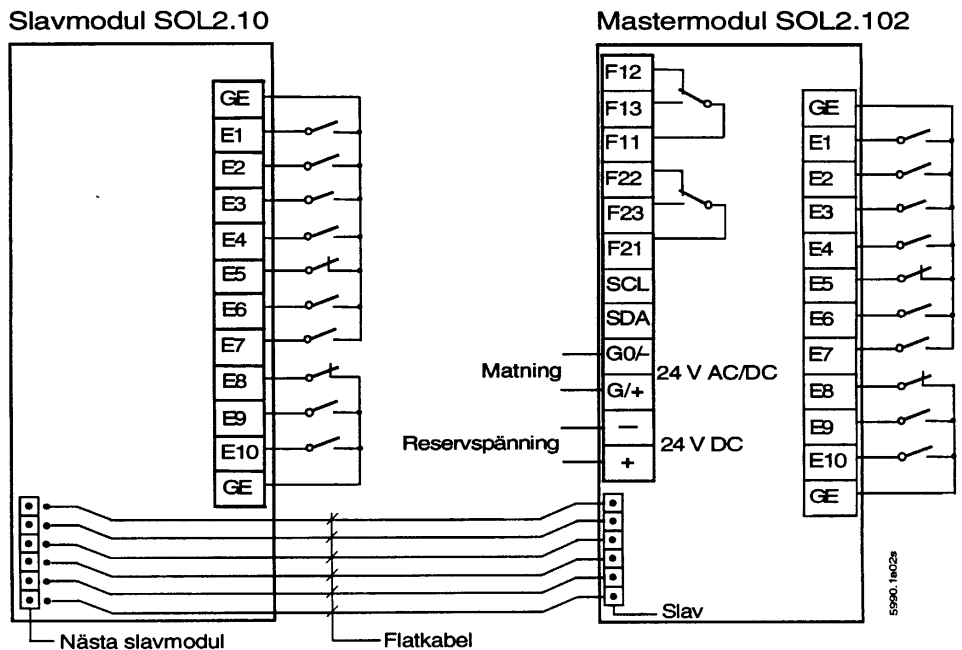 Slavmodul SOL2.10
GE
E1
E2
E3
E4
E5
E6
E7
E8
E9
E10
GE
Nästa slavmodul
Flatkabel
Mastermodul SOL2.102
F12
F13
F11
F22
F23
F21
SCL
SDA
Matning
G0/–
G/+
24 V AC/DC
Reservspänning
–
+
24 V DC
GE
E1
E2
E3
E4
E5
E6
E7
E8
E9
E10
GE
Slav
5990.1a02s